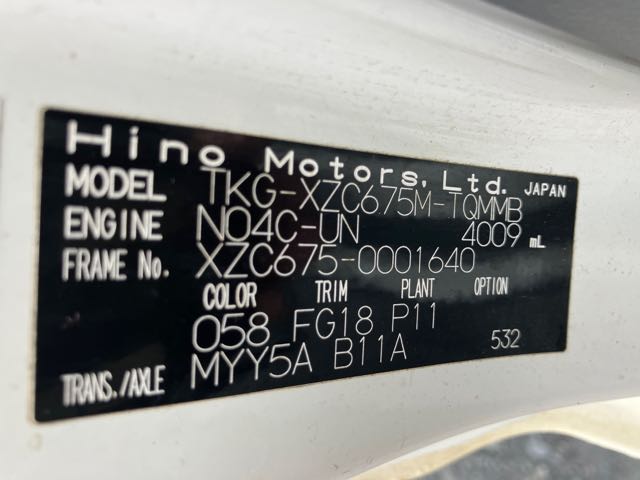 Hino Motors, Ltd. JAPAN
MODEL TKG-XZC675M-TQMMB
ENGINE N04C-UN 4009 mL
FRAME No. XZC675-0001640
COLOR TRIM PLANT OPTION
058 FG18 P11
TRANS./AXLE MYY5A B11A 532